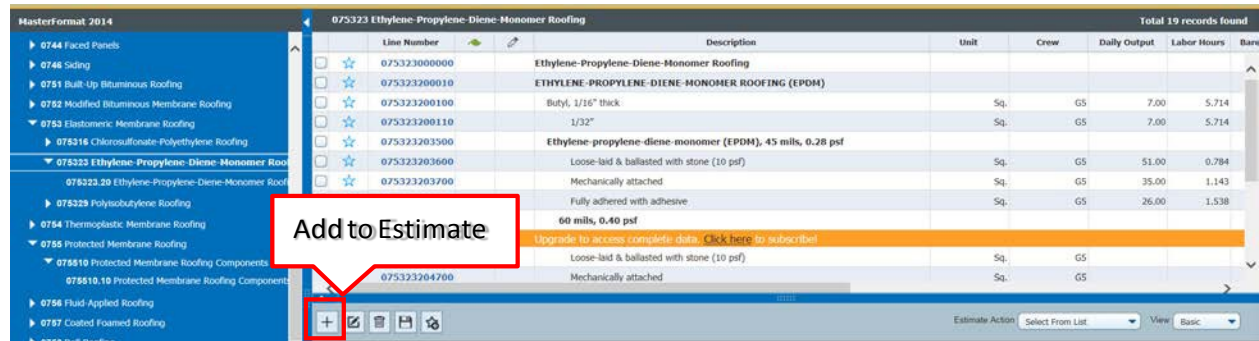 MasterFormat 2014
0744 Faced Panels
0746 Siding
0751 Built-Up Bituminous Roofing
0752 Modified Bituminous Membrane Roofing
0753 Elastomeric Membrane Roofing
075316 Chlorosulfonate-Polyethylene Roofing
075323 Ethylene-Propylene-Diene-Monomer Roo
075323.20 Ethylene-Propylene-Diene-Monomer Roofi
075329 Polyisobutylene Roofing
0754 Thermoplastic Membrane Roofing
0755 Protected Membrane Roofing
075510 Protected Membrane Roofing Components
075510.10 Protected Membrane Roofing Component
0756 Fluid-Applied Roofing
0757 Coated Foamed Roofing
075323 Ethylene-Propylene-Diene-Monomer Roofing Total 19 records found
Line Number Description Unit Crew Daily Output Labor Hours Bare
075323000000 Ethylene-Propylene-Diene-Monomer Roofing
075323200010 ETHYLENE-PROPYLENE-DIENE-MONOMER ROOFING (EPDM)
075323200100 Butyl, 1/16" thick Sq. G5 7.00 5.714
075323200110 1/32" Sq. G5 7.00 5.714
075323203500 Ethylene-propylene-diene-monomer (EPDM), 45 mils, 0.28 psf
075323203600 Loose-laid & ballasted with stone (10 psf) Sq. G5 51.00 0.784
075323203700 Mechanically attached Sq. G5 35.00 1.143
Fully adhered with adhesive Sq. G5 26.00 1.538
60 mils, 0.40 psf
Upgrade to access complete data. Click here to subscribe!
Loose-laid & ballasted with stone (10 psf) Sq. G5
075323204700 Mechanically attached Sq. G5
Add to Estimate
Estimate Action Select From List View Basic